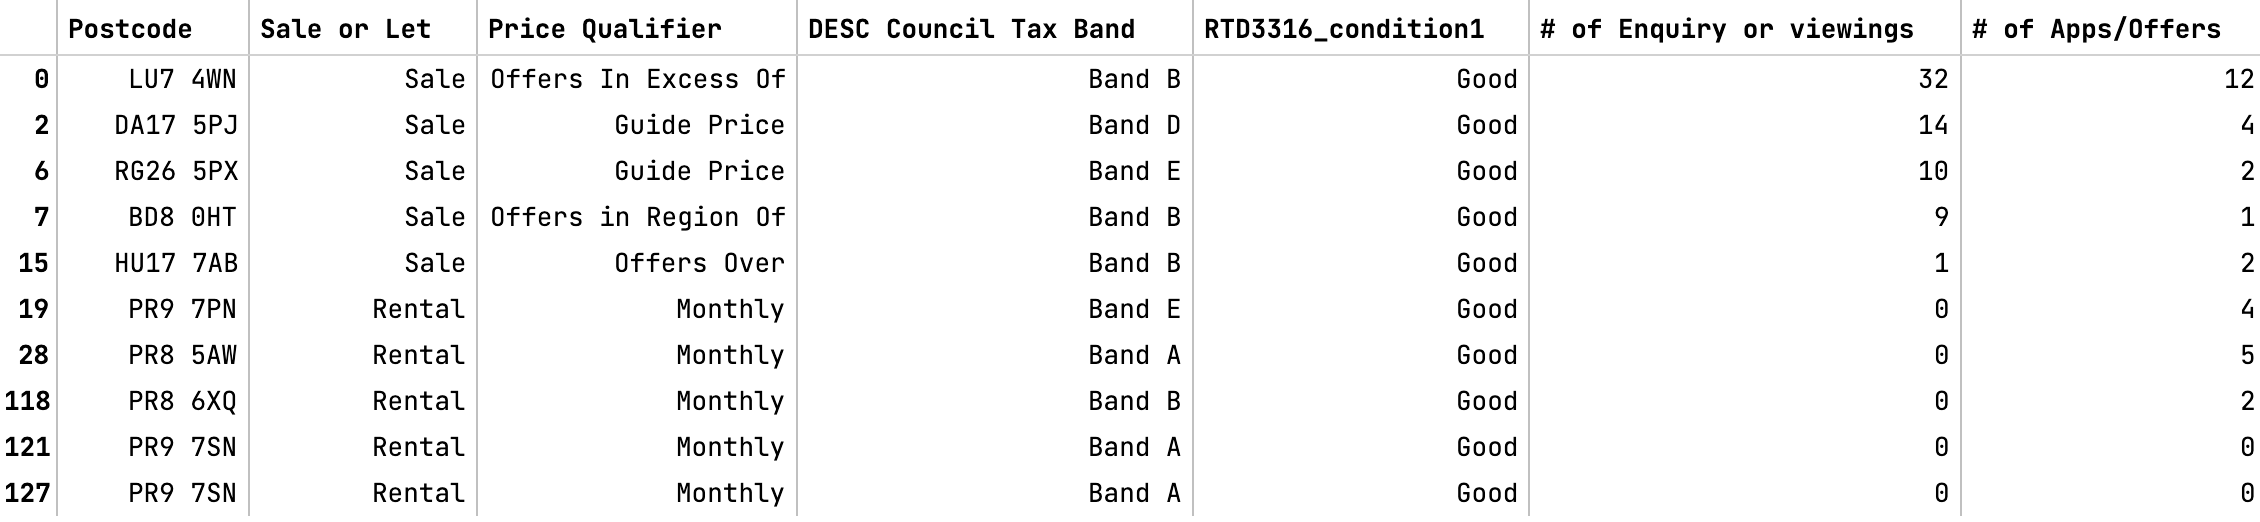 Postcode Sale or Let Price Qualifier DESC Council Tax Band RTD3316_condition1 # of Enquiry or viewings # of Apps/Offers
0 LU7 4WN Sale Offers In Excess Of Band B Good 32 12
2 DA17 5PJ Sale Guide Price Band D Good 14 4
6 RG26 5PX Sale Guide Price Band E Good 10 2
7 BD8 0HT Sale Offers in Region Of Band B Good 9 1
15 HU17 7AB Sale Offers Over Band B Good 1 2
19 PR9 7PN Rental Monthly Band E Good 0 4
28 PR8 5AW Rental Monthly Band A Good 0 5
118 PR8 6XQ Rental Monthly Band B Good 0 2
121 PR9 7SN Rental Monthly Band A Good 0 0
127 PR9 7SN Rental Monthly Band A Good 0 0